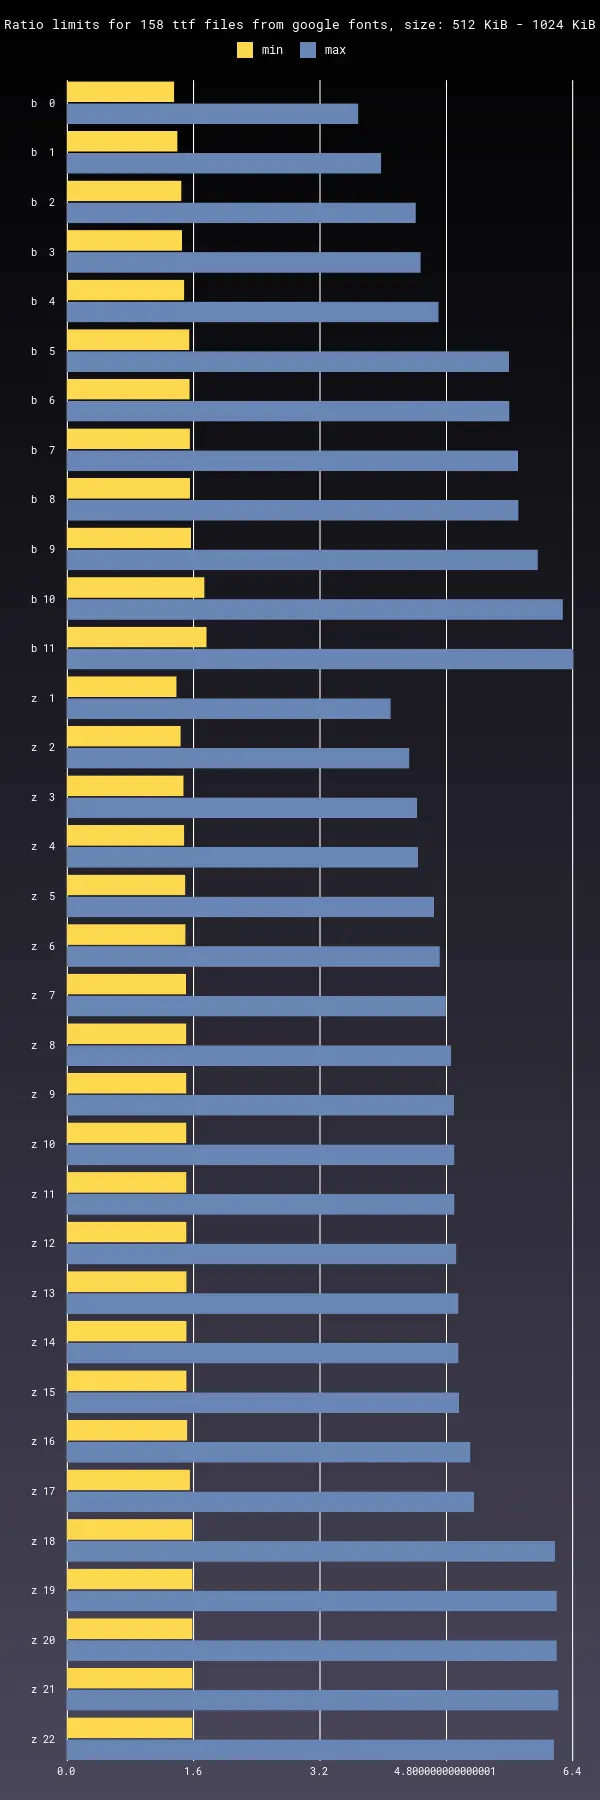 Ratio limits for 158 ttf files from google fonts, size: 512 KiB - 1024 KiB
min max
b 0
b 1
b 2
b 3
b 4
b 5
b 6
b 7
b 8
b 9
b 10
b 11
z 1
z 2
z 3
z 4
z 5
z 6
z 7
z 8
z 9
z 10
z 11
z 12
z 13
z 14
z 15
z 16
z 17
z 18
z 19
z 20
z 21
z 22
0.0 1.6 3.2 4.800000000000001 6.4